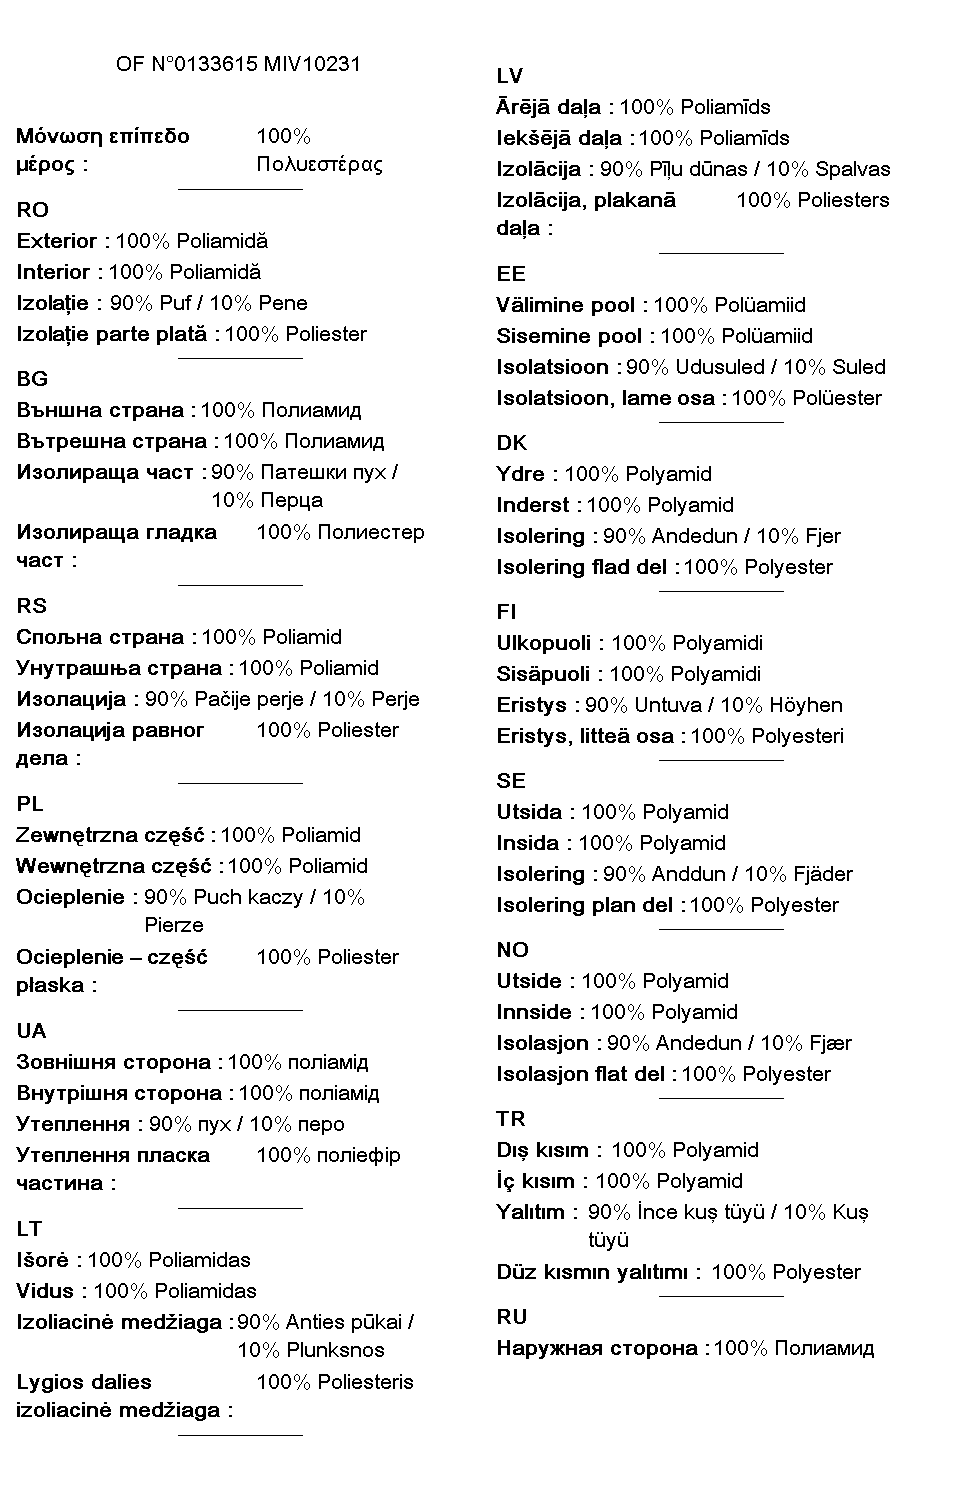 OF N°0133615 MIV10231
Μόνωση επίπεδο 100%
μέρος : Πολυεστέρας
RO
Exterior : 100% Poliamidă
Interior : 100% Poliamidă
Izolație : 90% Puf / 10% Pene
Izolație parte plată : 100% Poliester
BG
Външна страна : 100% Полиамид
Вътрешна страна : 100% Полиамид
Изолираща част : 90% Патешки пух /
10% Перца
Изолираща гладка 100% Полиестер
част :
RS
Спољна страна : 100% Poliamid
Унутрашња страна : 100% Poliamid
Изолација : 90% Pačije perje / 10% Perje
Изолација равног 100% Poliester
дела :
PL
Zewnętrzna część : 100% Poliamid
Wewnętrzna część : 100% Poliamid
Ocieplenie : 90% Puch kaczy / 10%
Pierze
Ocieplenie – część 100% Poliester
płaska :
UA
Зовнішня сторона : 100% поліамід
Внутрішня сторона : 100% поліамід
Утеплення : 90% пух / 10% перо
Утеплення пласка 100% поліефір
частина :
LT
Išorė : 100% Poliamidas
Vidus : 100% Poliamidas
Izoliacinė medžiaga : 90% Anties pūkai /
10% Plunksnos
Lygios dalies 100% Poliesteris
izoliacinė medžiaga :
LV
Ārējā daļa : 100% Poliamīds
Iekšējā daļa : 100% Poliamīds
Izolācija : 90% Pīļu dūnas / 10% Spalvas
Izolācija, plakanā 100% Poliesters
daļa :
EE
Välimine pool : 100% Polüamiid
Sisemine pool : 100% Polüamiid
Isolatsioon : 90% Udusuled / 10% Suled
Isolatsioon, lame osa : 100% Polüester
DK
Ydre : 100% Polyamid
Inderst : 100% Polyamid
Isolering : 90% Andedun / 10% Fjer
Isolering flad del : 100% Polyester
FI
Ulkopuoli : 100% Polyamidi
Sisäpuoli : 100% Polyamidi
Eristys : 90% Untuva / 10% Höyhen
Eristys, litteä osa : 100% Polyesteri
SE
Utsida : 100% Polyamid
Insida : 100% Polyamid
Isolering : 90% Anddun / 10% Fjäder
Isolering plan del : 100% Polyester
NO
Utside : 100% Polyamid
Innside : 100% Polyamid
Isolasjon : 90% Andedun / 10% Fjær
Isolasjon flat del : 100% Polyester
TR
Dış kısım : 100% Polyamid
İç kısım : 100% Polyamid
Yalıtım : 90% İnce kuş tüyü / 10% Kuş
tüyü
Düz kısmın yalıtımı : 100% Polyester
RU
Наружная сторона : 100% Полиамид